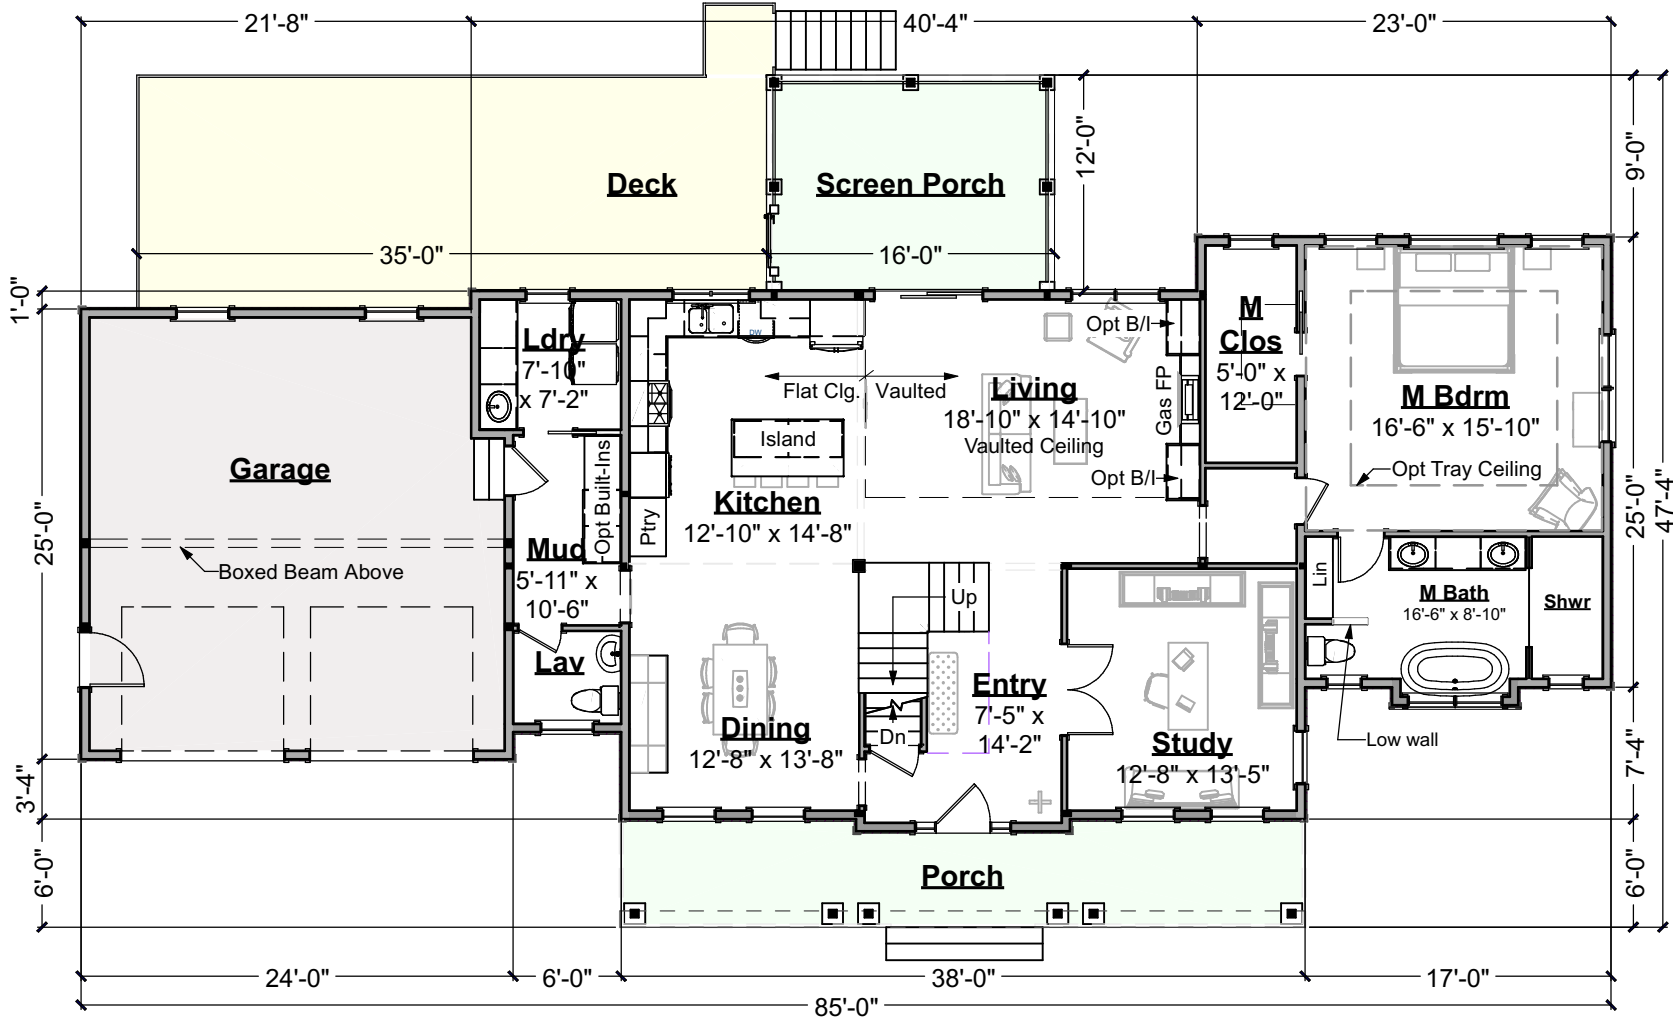 21'-8"
40'-4"
23'-0"
Deck
Screen Porch
12'-0"
9'-0"
35'-0"
16'-0"
1'-0"
Ldry
7'-10"
x 7'-2"
DW
Flat Clg.
Vaulted
Opt B/I
Living
18'-10" x 14'-10"
Vaulted Ceiling
Gas FP
Opt B/I
M
Clos
5'-0" x
12'-0"
M Bdrm
16'-6" x 15'-10"
Opt Tray Ceiling
Garage
Island
Kitchen
12'-10" x 14'-8"
Opt Built-Ins
Ptry
25'-0"
25'-0"
47'-4"
Boxed Beam Above
Mud
5'-11" x
10'-6"
Up
Lin
M Bath
16'-6" x 8'-10"
Shwr
Lav
Entry
7'-5" x
14'-2"
Dining
12'-8" x 13'-8"
Dn
Study
12'-8" x 13'-5"
Low wall
3'-4"
7'-4"
6'-0"
Porch
6'-0"
24'-0"
6'-0"
38'-0"
17'-0"
85'-0"